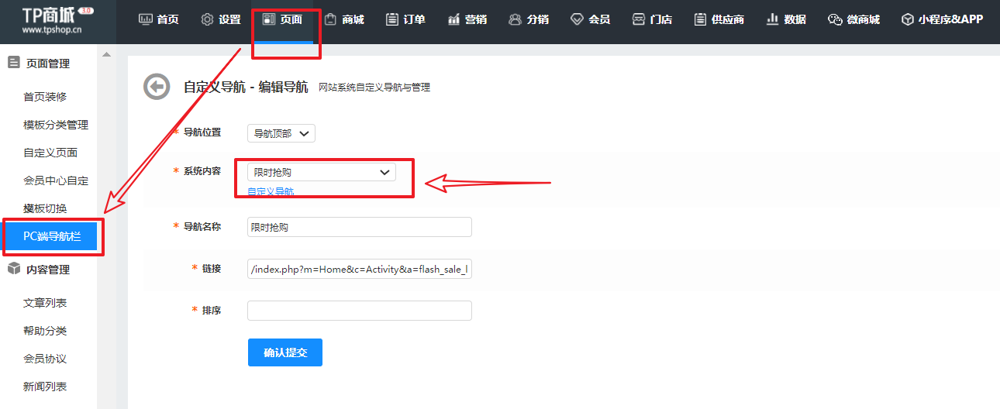 TP商城 3.0
www.tpshop.cn
首页 设置 页面 商城 订单 营销 分销 会员 门店 供应商 数据 微商城 小程序&APP
页面管理
首页装修
模板分类管理
自定义页面
会员中心自定
模板切换
PC端导航栏
内容管理
文章列表
帮助分类
会员协议
新闻列表
自定义导航 - 编辑导航 网站系统自定义导航与管理
* 导航位置 导航顶部
* 系统内容 限时抢购
自定义导航
* 导航名称 限时抢购
* 链接 /index.php?m=Home&c=Activity&a=flash_sale_l
* 排序
确认提交